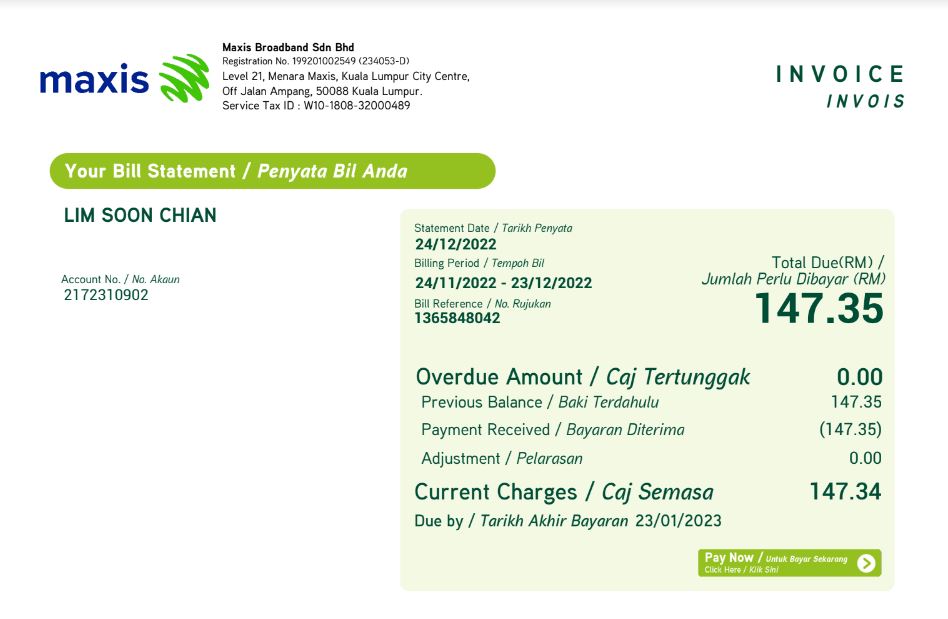 maxis
Maxis Broadband Sdn Bhd
Registration No. 199201002549 (234053-D)
Level 21, Menara Maxis, Kuala Lumpur City Centre,
Off Jalan Ampang, 50088 Kuala Lumpur.
Service Tax ID : W10-1808-32000489
INVOICE
INVOIS
Your Bill Statement / Penyata Bil Anda
LIM SOON CHIAN
Account No. / No. Akaun
2172310902
Statement Date / Tarikh Penyata
24/12/2022
Billing Period / Tempoh Bil
24/11/2022 - 23/12/2022
Bill Reference / No. Rujukan
1365848042
Total Due(RM) /
Jumlah Perlu Dibayar (RM)
147.35
Overdue Amount / Caj Tertunggak 0.00
Previous Balance / Baki Terdahulu 147.35
Payment Received / Bayaran Diterima (147.35)
Adjustment / Pelarasan 0.00
Current Charges / Caj Semasa 147.34
Due by / Tarikh Akhir Bayaran 23/01/2023
Pay Now / Untuk Bayar Sekarang
Click Here / Klik Sini